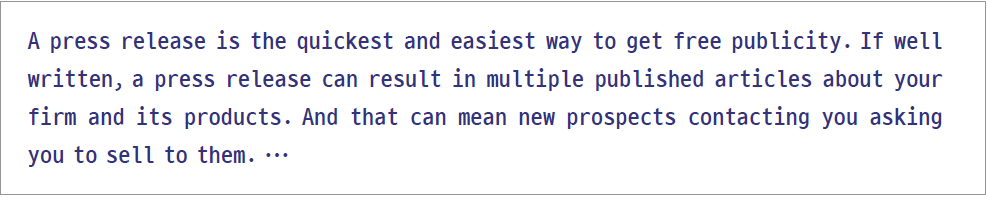 A press release is the quickest and easiest way to get free publicity. If well
written, a press release can result in multiple published articles about your
firm and its products. And that can mean new prospects contacting you asking
you to sell to them. …